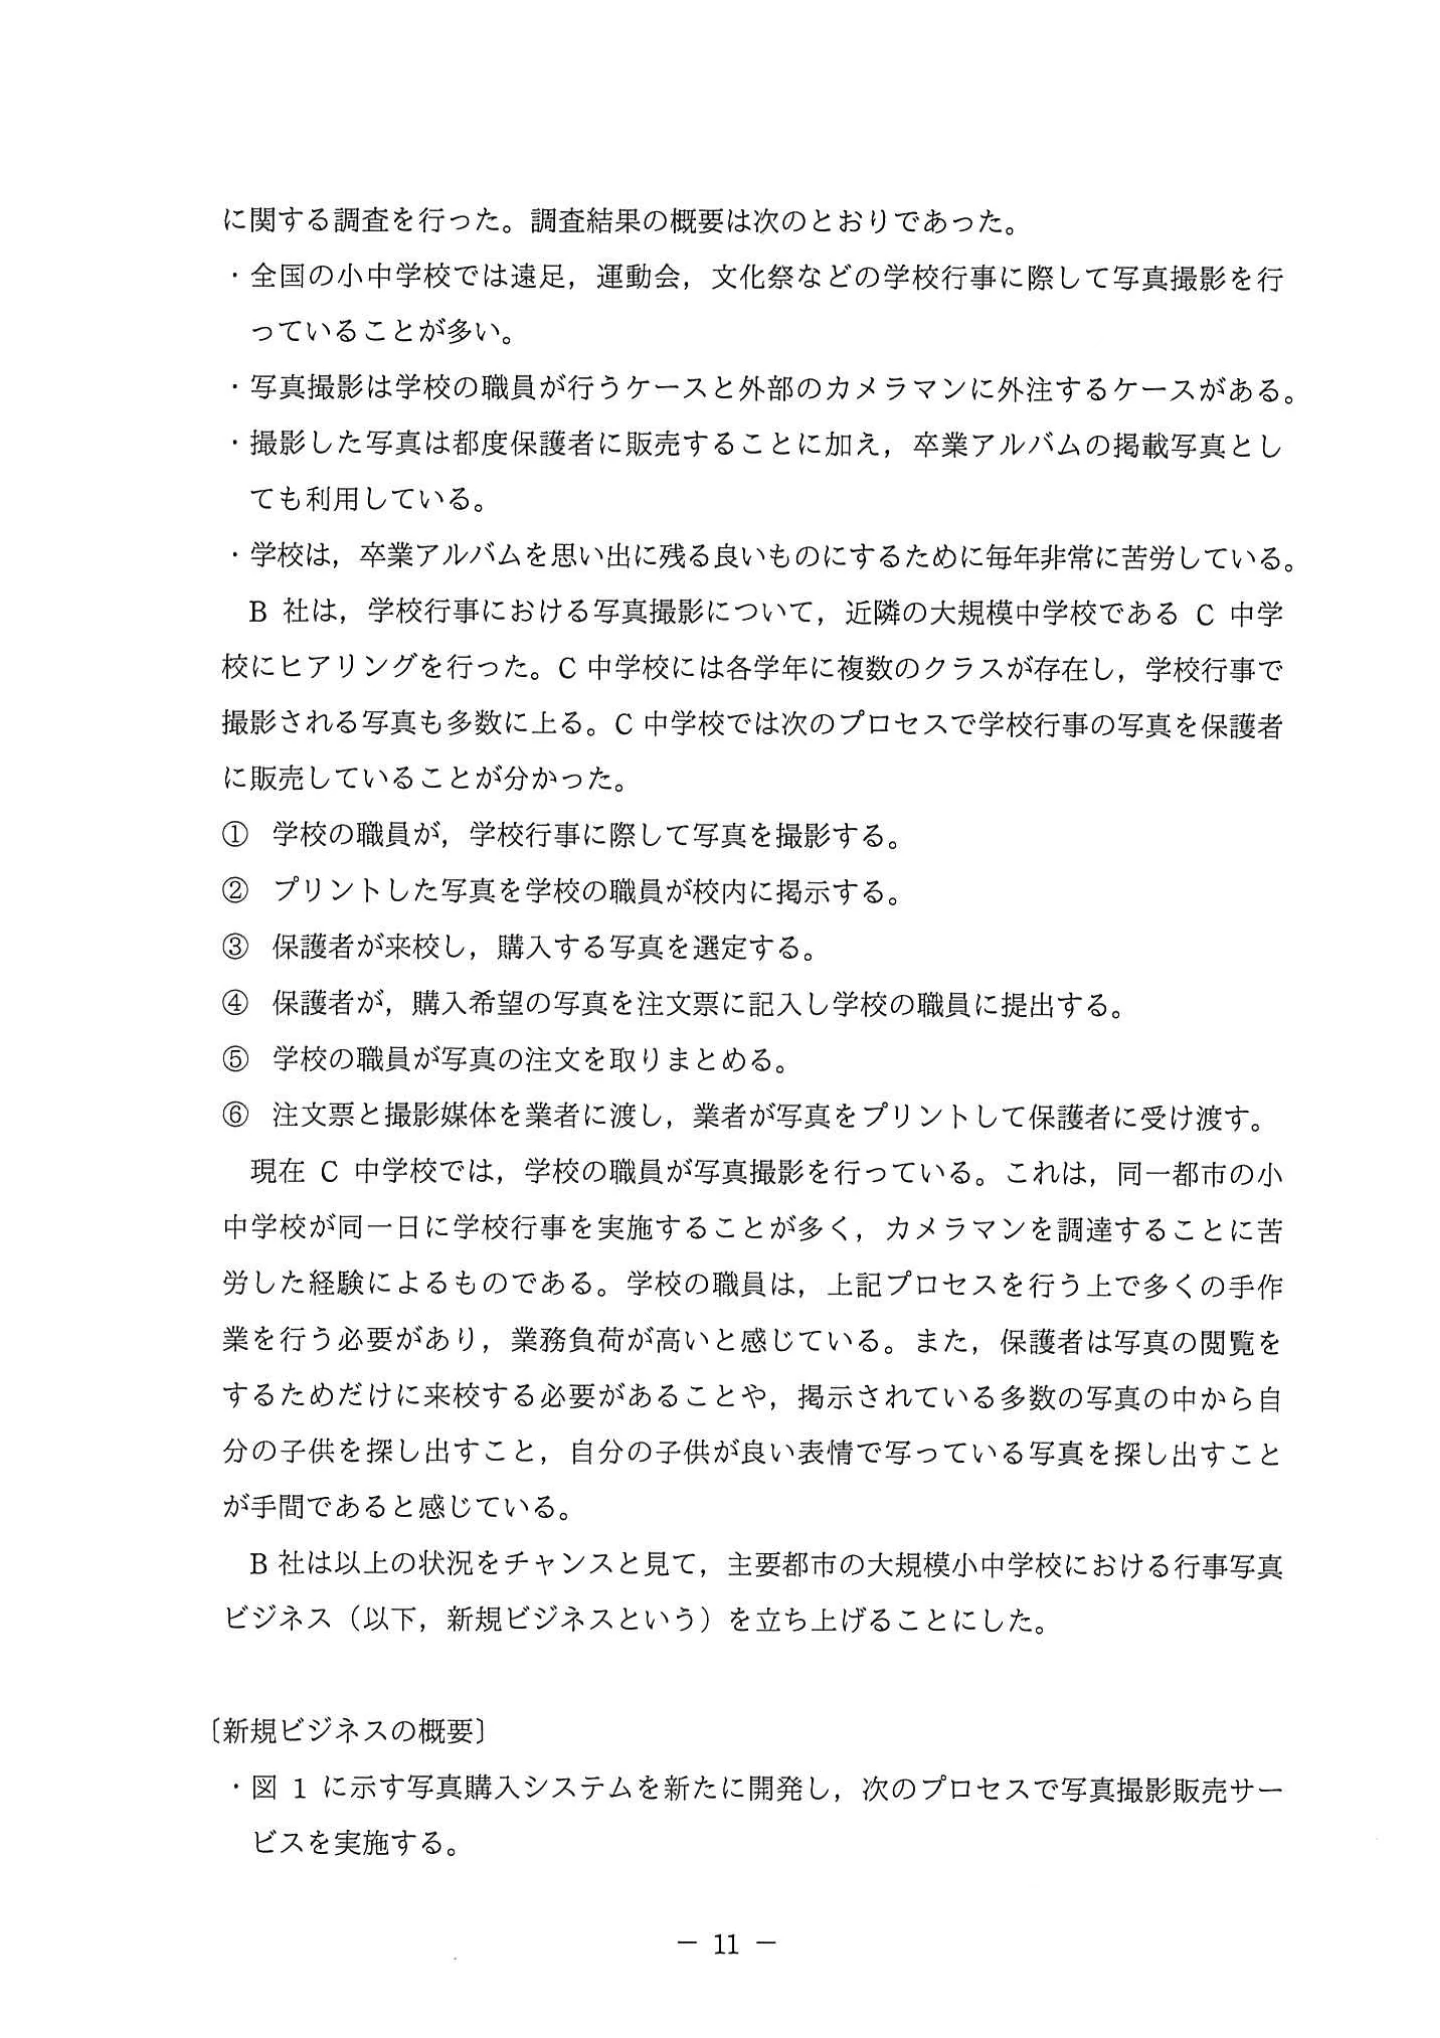 に関する調査を行った。調査結果の概要は次のとおりであった。
・全国の小中学校では遠足，運動会，文化祭などの学校行事に際して写真撮影を行
っていることが多い。
・写真撮影は学校の職員が行うケースと外部のカメラマンに外注するケースがある。
・撮影した写真は都度保護者に販売することに加え，卒業アルバムの掲載写真とし
ても利用している。
・学校は，卒業アルバムを思い出に残る良いものにするために毎年非常に苦労している。
B 社は，学校行事における写真撮影について，近隣の大規模中学校である C 中学
校にヒアリングを行った。C 中学校には各学年に複数のクラスが存在し，学校行事で
撮影される写真も多数に上る。C 中学校では次のプロセスで学校行事の写真を保護者
に販売していることが分かった。
① 学校の職員が，学校行事に際して写真を撮影する。
② プリントした写真を学校の職員が校内に掲示する。
③ 保護者が来校し，購入する写真を選定する。
④ 保護者が，購入希望の写真を注文票に記入し学校の職員に提出する。
⑤ 学校の職員が写真の注文を取りまとめる。
⑥ 注文票と撮影媒体を業者に渡し，業者が写真をプリントして保護者に受け渡す。
現在 C 中学校では，学校の職員が写真撮影を行っている。これは，同一都市の小
中学校が同一日に学校行事を実施することが多く，カメラマンを調達することに苦
労した経験によるものである。学校の職員は，上記プロセスを行う上で多くの手作
業を行う必要があり，業務負荷が高いと感じている。また，保護者は写真の閲覧を
するためだけに来校する必要があることや，掲示されている多数の写真の中から自
分の子供を探し出すこと，自分の子供が良い表情で写っている写真を探し出すこと
が手間であると感じている。
B 社は以上の状況をチャンスと見て，主要都市の大規模小中学校における行事写真
ビジネス（以下，新規ビジネスという）を立ち上げることにした。
〔新規ビジネスの概要〕
・図 1 に示す写真購入システムを新たに開発し，次のプロセスで写真撮影販売サー
ビスを実施する。
－ 11 －